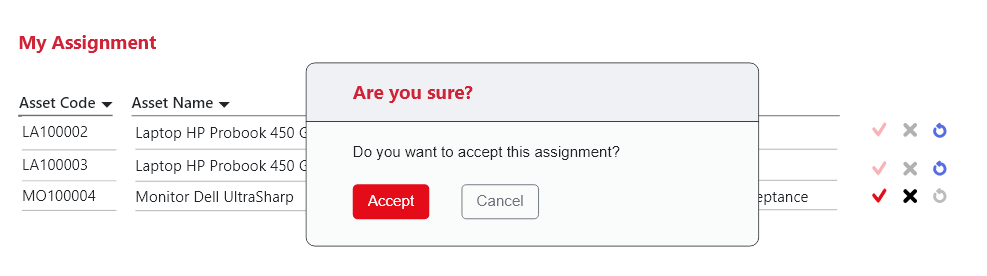 My Assignment
Are you sure?
Asset Code Asset Name
LA100002 Laptop HP Probook 450
Do you want to accept this assignment?
LA100003 Laptop HP Probook 450
MO100004 Monitor Dell UltraSharp eptance
Accept Cancel